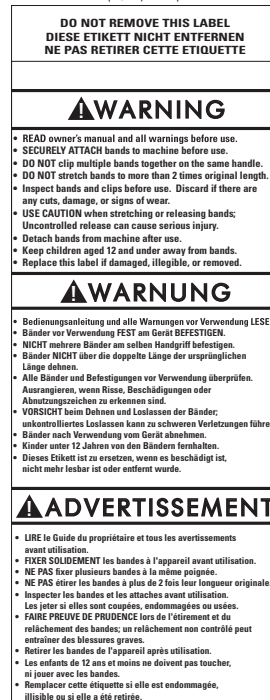 DO NOT REMOVE THIS LABEL
DIESE ETIKETT NICHT ENTFERNEN
NE PAS RETIRER CETTE ETIQUETTE
WARNING
• READ owner's manual and all warnings before use.
• SECURELY ATTACH bands to machine before use.
• DO NOT clip multiple bands together on the same handle.
• DO NOT stretch bands to more than 2 times original length.
• Inspect bands and clips before use. Discard if there are
any cuts, damage, or signs of wear.
• USE CAUTION when stretching or releasing bands;
Uncontrolled release can cause serious injury.
• Detach bands from machine after use.
• Keep children aged 12 and under away from bands.
• Replace this label if damaged, illegible, or removed.
WARNUNG
• Bedienungsanleitung und alle Warnungen vor Verwendung LESE
• Bänder vor Verwendung FEST am Gerät BEFESTIGEN.
• NICHT mehrere Bänder am selben Handgriff befestigen.
• Bänder NICHT über die doppelte Länge der ursprünglichen
Länge dehnen.
• Alle Bänder und Befestigungen vor Verwendung überprüfen.
Ausrangieren, wenn Risse, Beschädigungen oder
Abnutzungszeichen zu erkennen sind.
• VORSICHT beim Dehnen und Loslassen der Bänder;
unkontrolliertes Loslassen kann zu schweren Verletzungen führe
• Bänder nach Verwendung vom Gerät abnehmen.
• Kinder unter 12 Jahren von den Bändern fernhalten.
• Dieses Etikett ist zu ersetzen, wenn es beschädigt ist,
nicht mehr lesbar ist oder entfernt wurde.
ADVERTISSEMENT
• LIRE le Guide du propriétaire et tous les avertissements
avant utilisation.
• FIXER SOLIDEMENT les bandes à l'appareil avant utilisation.
• NE PAS fixer plusieurs bandes à la même poignée.
• NE PAS étirer les bandes à plus de 2 fois leur longueur originale.
• Inspecter les bandes et les attaches avant utilisation.
Les jeter si elles sont coupées, endommagées ou usées.
• FAIRE PREUVE DE PRUDENCE lors de l'étirement et du
relâchement des bandes; un relâchement non contrôlé peut
entraîner des blessures graves.
• Retirer les bandes de l'appareil après utilisation.
• Les enfants de 12 ans et moins ne doivent pas toucher,
ni jouer avec les bandes.
• Remplacer cette étiquette si elle est endommagée,
illisible ou si elle a été retirée.